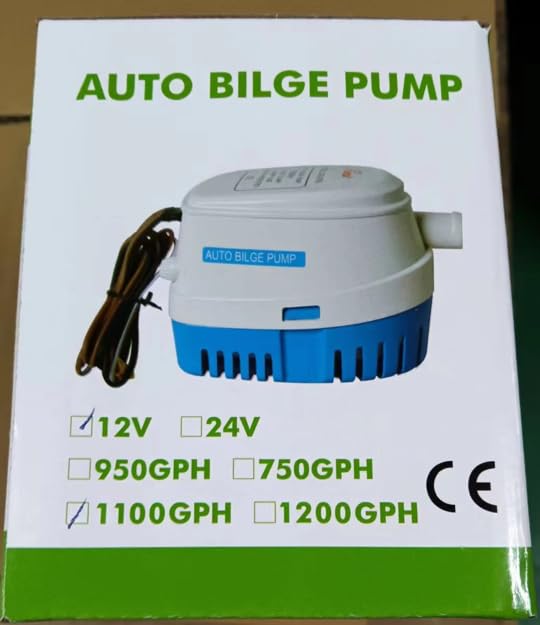 AUTO BILGE PUMP
AUTO BILGE PUMP
12V 24V
950GPH 750GPH
1100GPH 1200GPH
CE